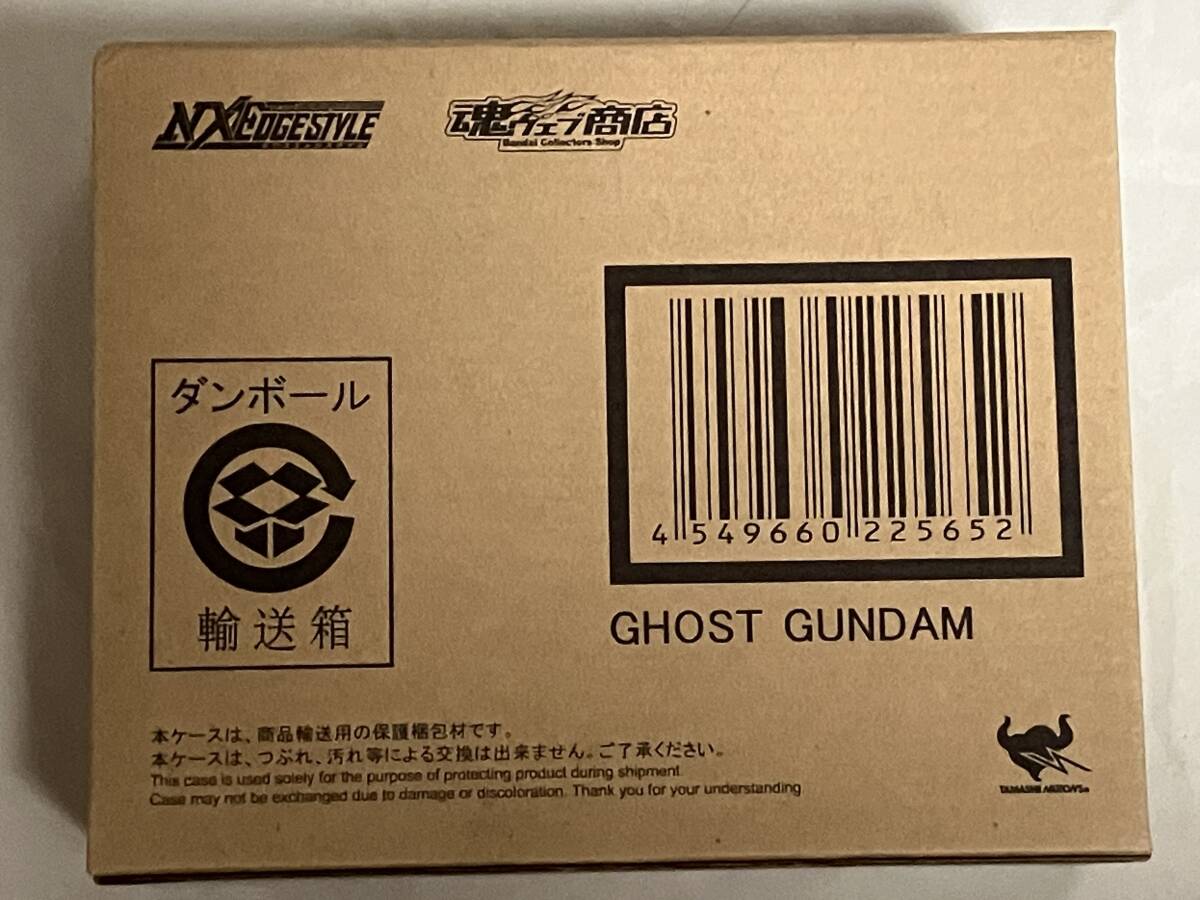 NXEDGESTYLE
魂ウェブ商店
Bandai Collectors Shop
ダンボール
輸送箱
4 549660 225652
GHOST GUNDAM
本ケースは、商品輸送用の保護梱包材です。
本ケースは、つぶれ、汚れ等による交換は出来ません。ご了承ください。
This case is used solely for the purpose of protecting product during shipment.
Case may not be exchanged due to damage or discoloration. Thank you for your understanding
TAMASHII NATIONS